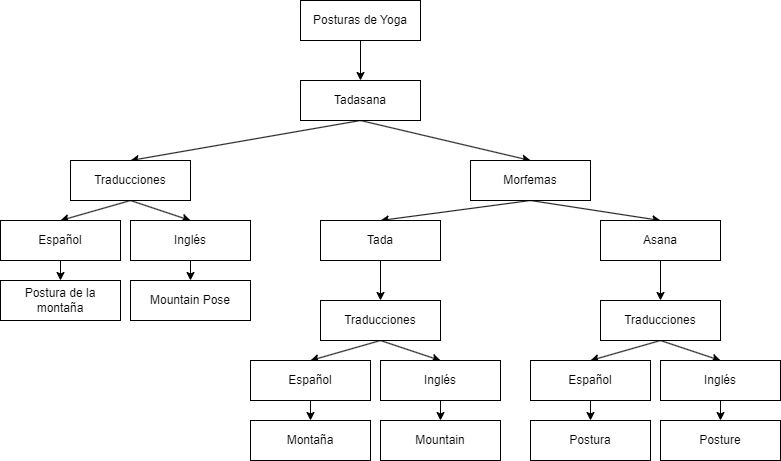 Posturas de Yoga
Tadasana
Traducciones
Morfemas
Español
Inglés
Tada
Asana
Postura de la
montaña
Mountain Pose
Traducciones
Traducciones
Español
Inglés
Español
Inglés
Montaña
Mountain
Postura
Posture